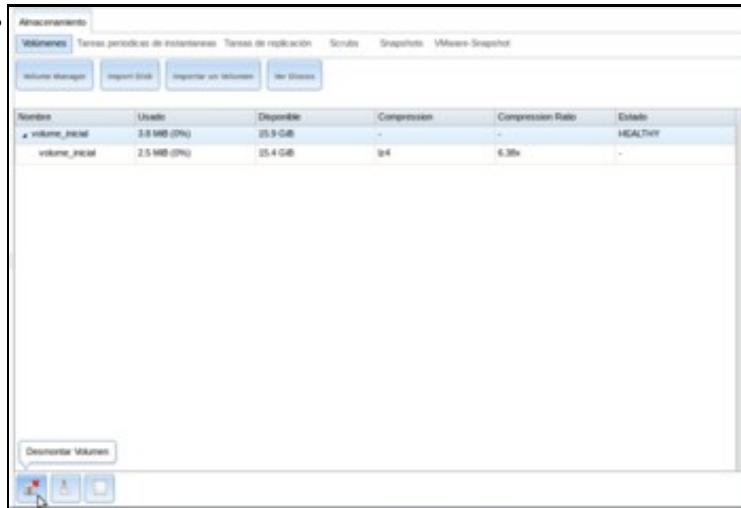 Almacenamiento
Volúmenes Tareas periodicas de instantaneas Tareas de replicación Scrubs Snapshots VMware-Snapshot
Volume Manager Import Disk Importar un Volumen Ver Discos
Nombre Usado Disponible Compression Compression Ratio Estado
volume_inicial 3.8 MiB (0%) 15.9 GiB - - HEALTHY
volume_inicial 2.5 MiB (0%) 15.4 GiB lz4 6.38x -
Desmontar Volumen